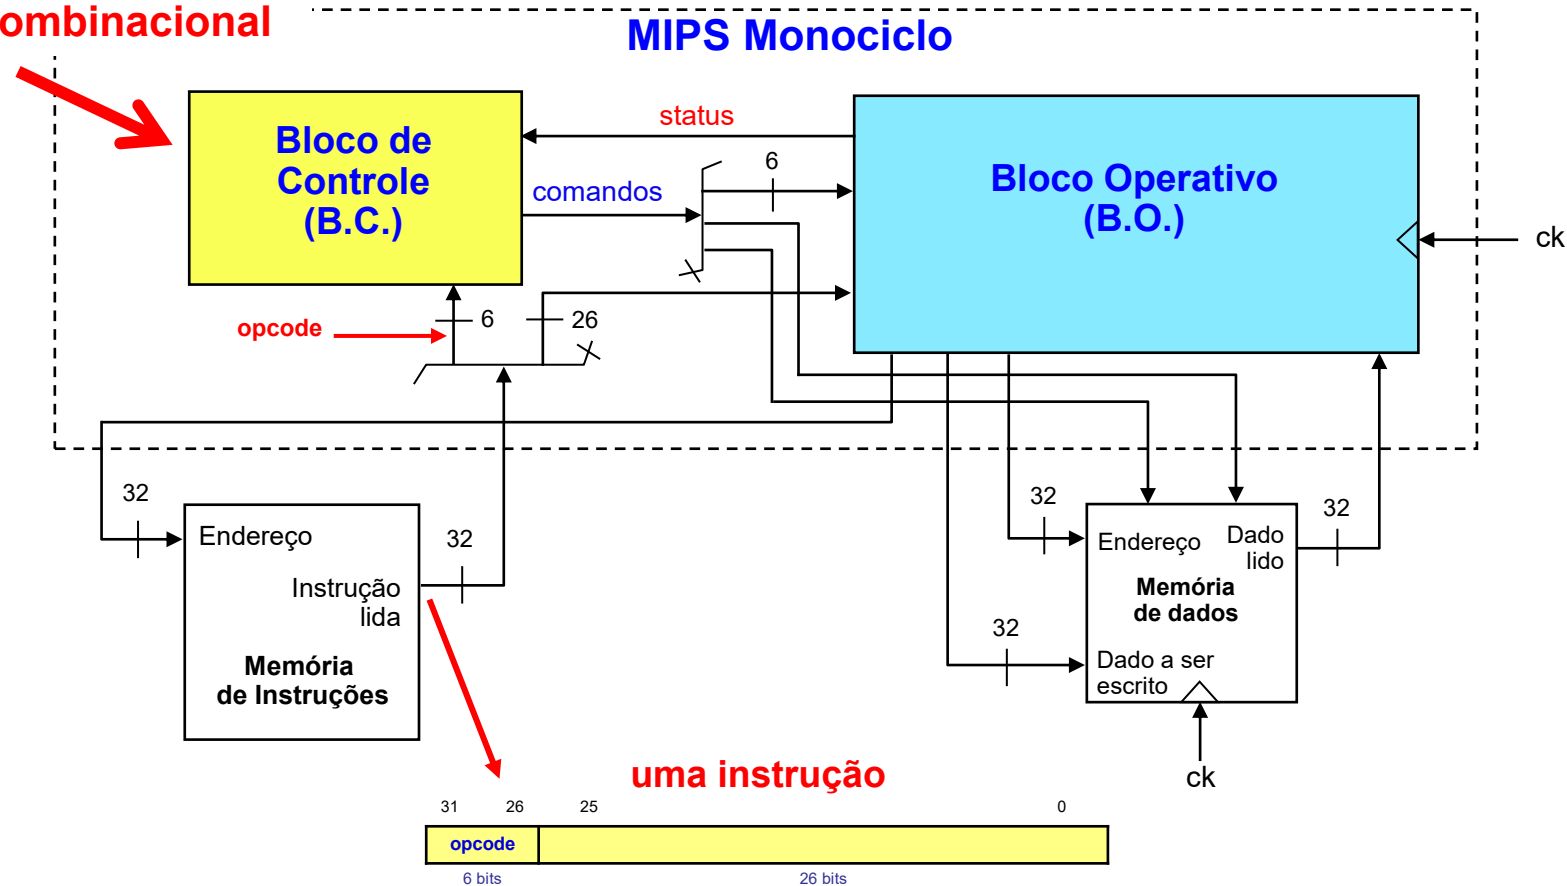 ombinacional
MIPS Monociclo
Bloco de
Controle
(B.C.)
status
comandos
6
Bloco Operativo
(B.O.)
ck
opcode
6
26
32
Endereço
Instrução
lida
Memória
de Instruções
32
32
Endereço
Dado
lido
Memória
de dados
32
32
Dado a ser
escrito
ck
uma instrução
31
26
25
0
opcode
6 bits
26 bits